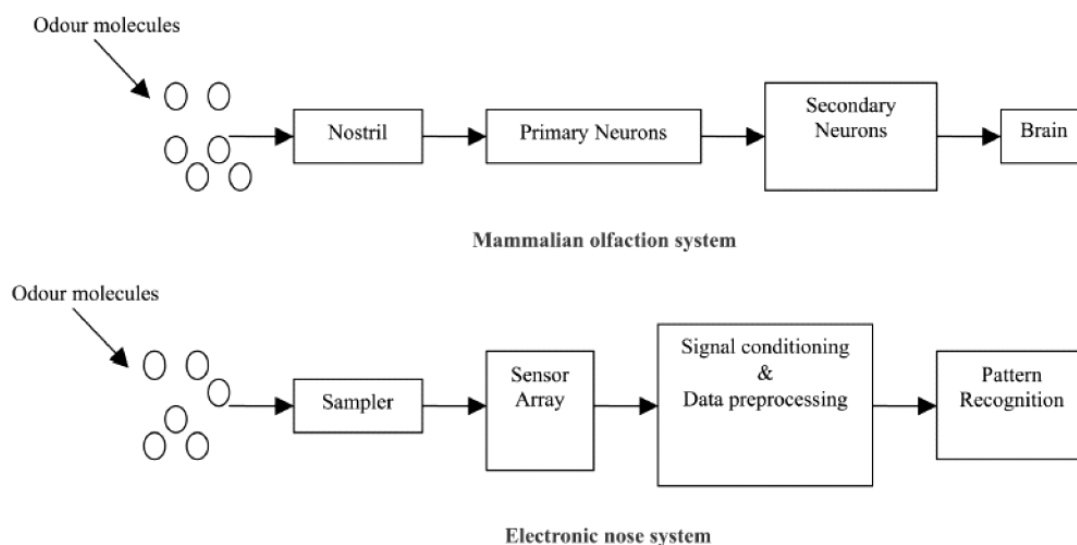 Odour molecules
Nostril
Primary Neurons
Secondary
Neurons
Brain
Mammalian olfaction system
Odour molecules
Sampler
Sensor
Array
Signal conditioning
&
Data preprocessing
Pattern
Recognition
Electronic nose system